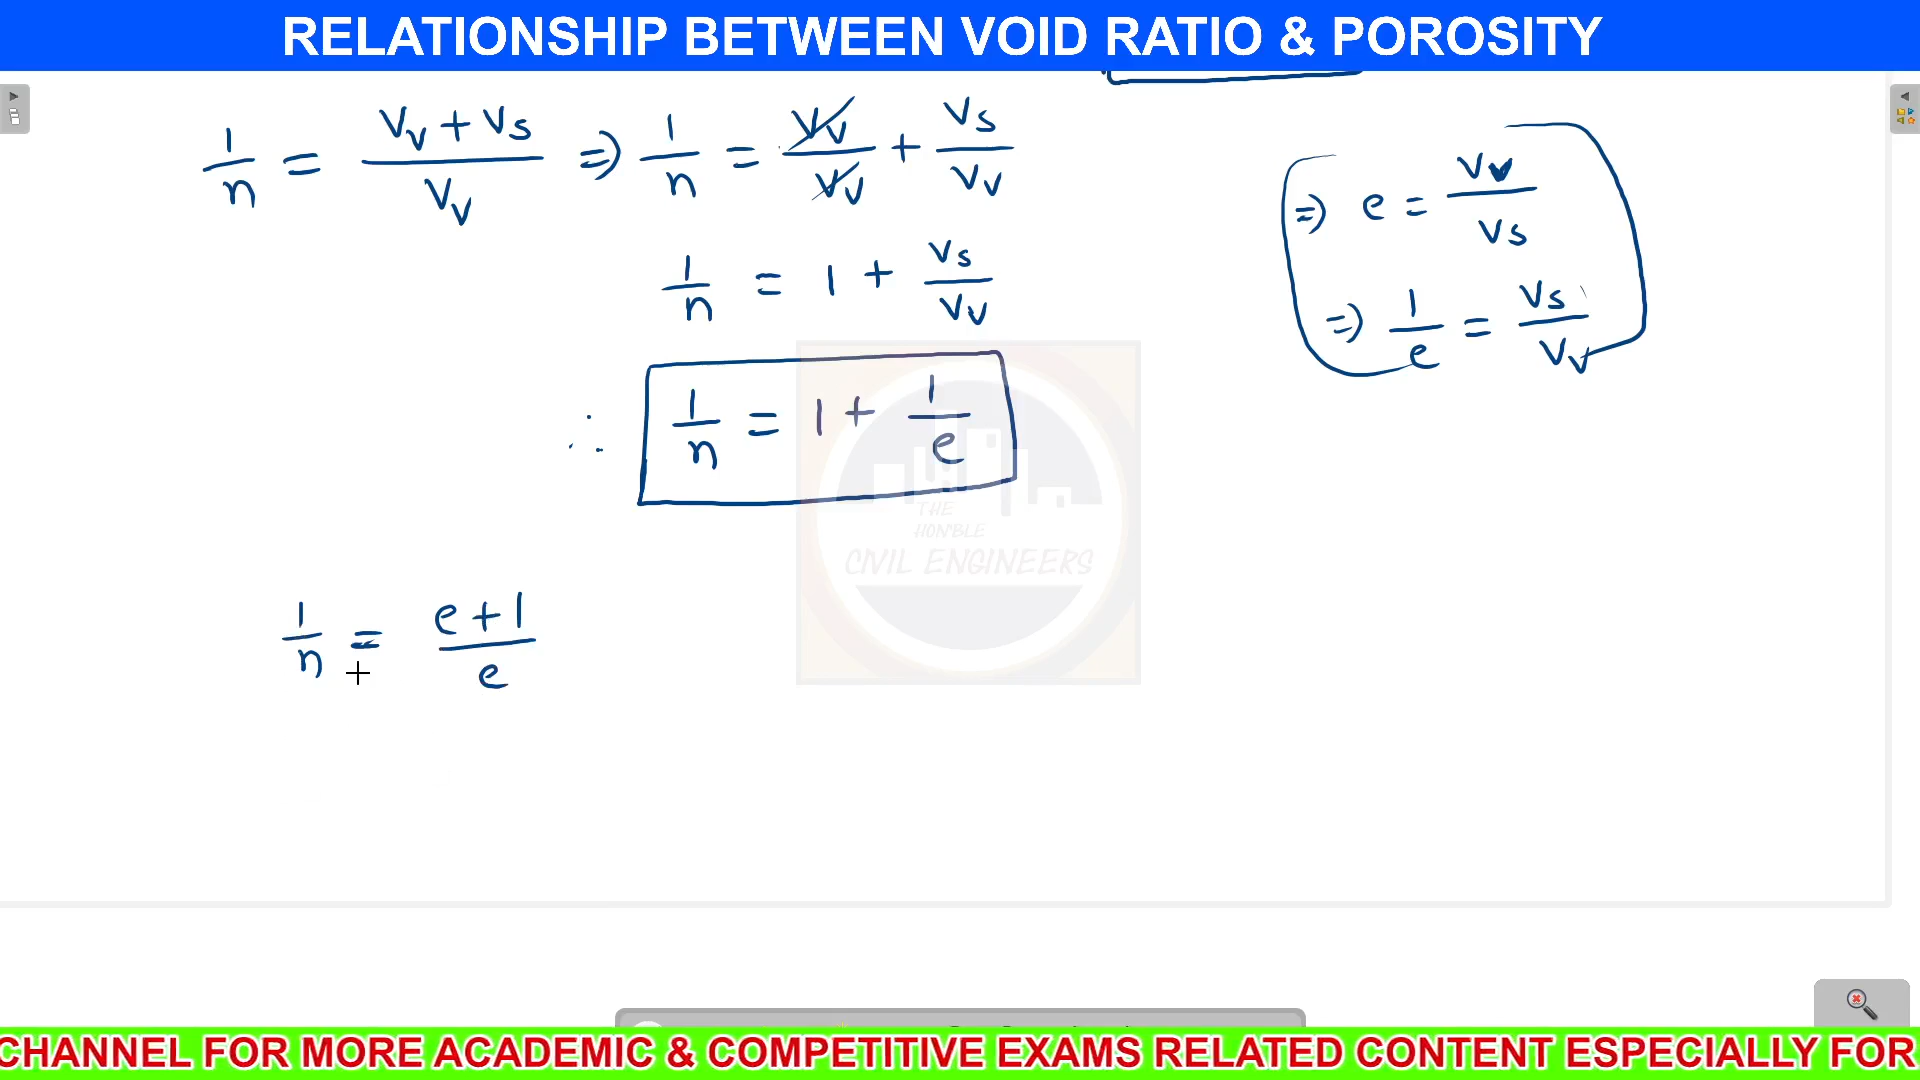 RELATIONSHIP BETWEEN VOID RATIO & POROSITY
1/n = (Vv + Vs)/Vv ⇒ 1/n = Vv/Vv + Vs/Vv
⇒ e = Vv/Vs
1/n = 1 + Vs/Vv
⇒ 1/e = Vs/Vv
∴ 1/n = 1 + 1/e
THE
HON'BLE
CIVIL ENGINEERS
1/n = (e + 1)/e
CHANNEL FOR MORE ACADEMIC & COMPETITIVE EXAMS RELATED CONTENT ESPECIALLY FOR